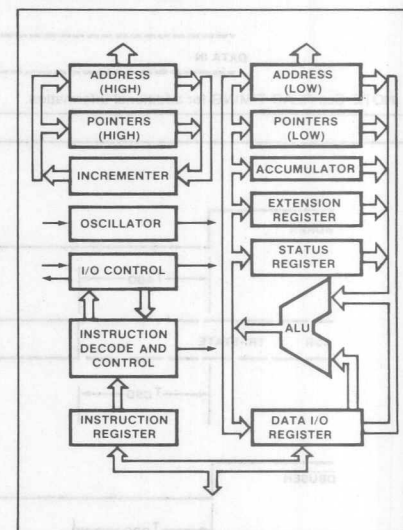 ADDRESS
(HIGH)
POINTERS
(HIGH)
INCREMENTER
OSCILLATOR
I/O CONTROL
INSTRUCTION
DECODE AND
CONTROL
INSTRUCTION
REGISTER
ADDRESS
(LOW)
POINTERS
(LOW)
ACCUMULATOR
EXTENSION
REGISTER
STATUS
REGISTER
ALU
DATA I/O
REGISTER